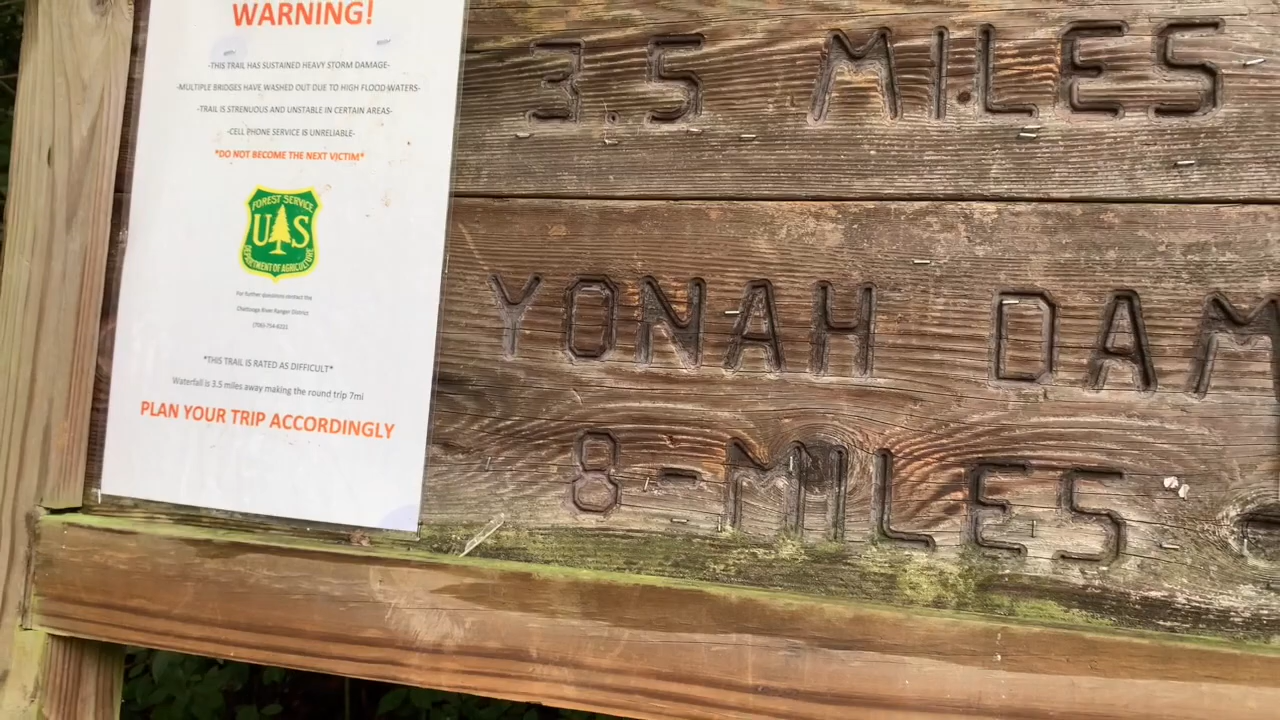 WARNING!
-THIS TRAIL HAS SUSTAINED HEAVY STORM DAMAGE-
-MULTIPLE BRIDGES HAVE WASHED OUT DUE TO HIGH FLOOD WATERS-
-TRAIL IS STRENUOUS AND UNSTABLE IN CERTAIN AREAS-
-CELL PHONE SERVICE IS UNRELIABLE-
*DO NOT BECOME THE NEXT VICTIM*
FOREST SERVICE
US
DEPARTMENT OF AGRICULTURE
For further questions contact the
Chattooga River Ranger District
(706)-754-6221
*THIS TRAIL IS RATED AS DIFFICULT*
Waterfall is 3.5 miles away making the round trip 7mi
PLAN YOUR TRIP ACCORDINGLY
3.5 MILES
YONAH DAM
8-MILES